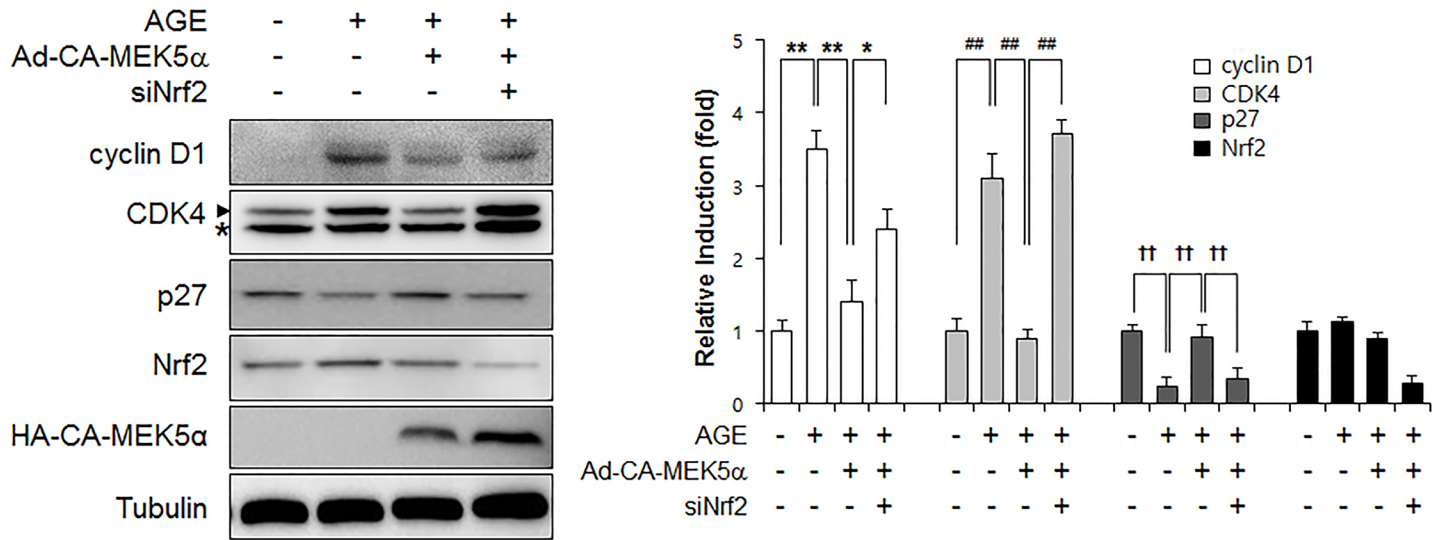 AGE - + + +
Ad-CA-MEK5α - - + +
siNrf2 - - - +
cyclin D1
CDK4
*
p27
Nrf2
HA-CA-MEK5α
Tubulin
Relative Induction (fold)
5
4
3
2
1
0
** ** *
## ## ##
†† †† ††
cyclin D1
CDK4
p27
Nrf2
AGE - + + + - + + + - + + + - + + +
Ad-CA-MEK5α - - + + - - + + - - + + - - + +
siNrf2 - - - + - - - + - - - + - - - +